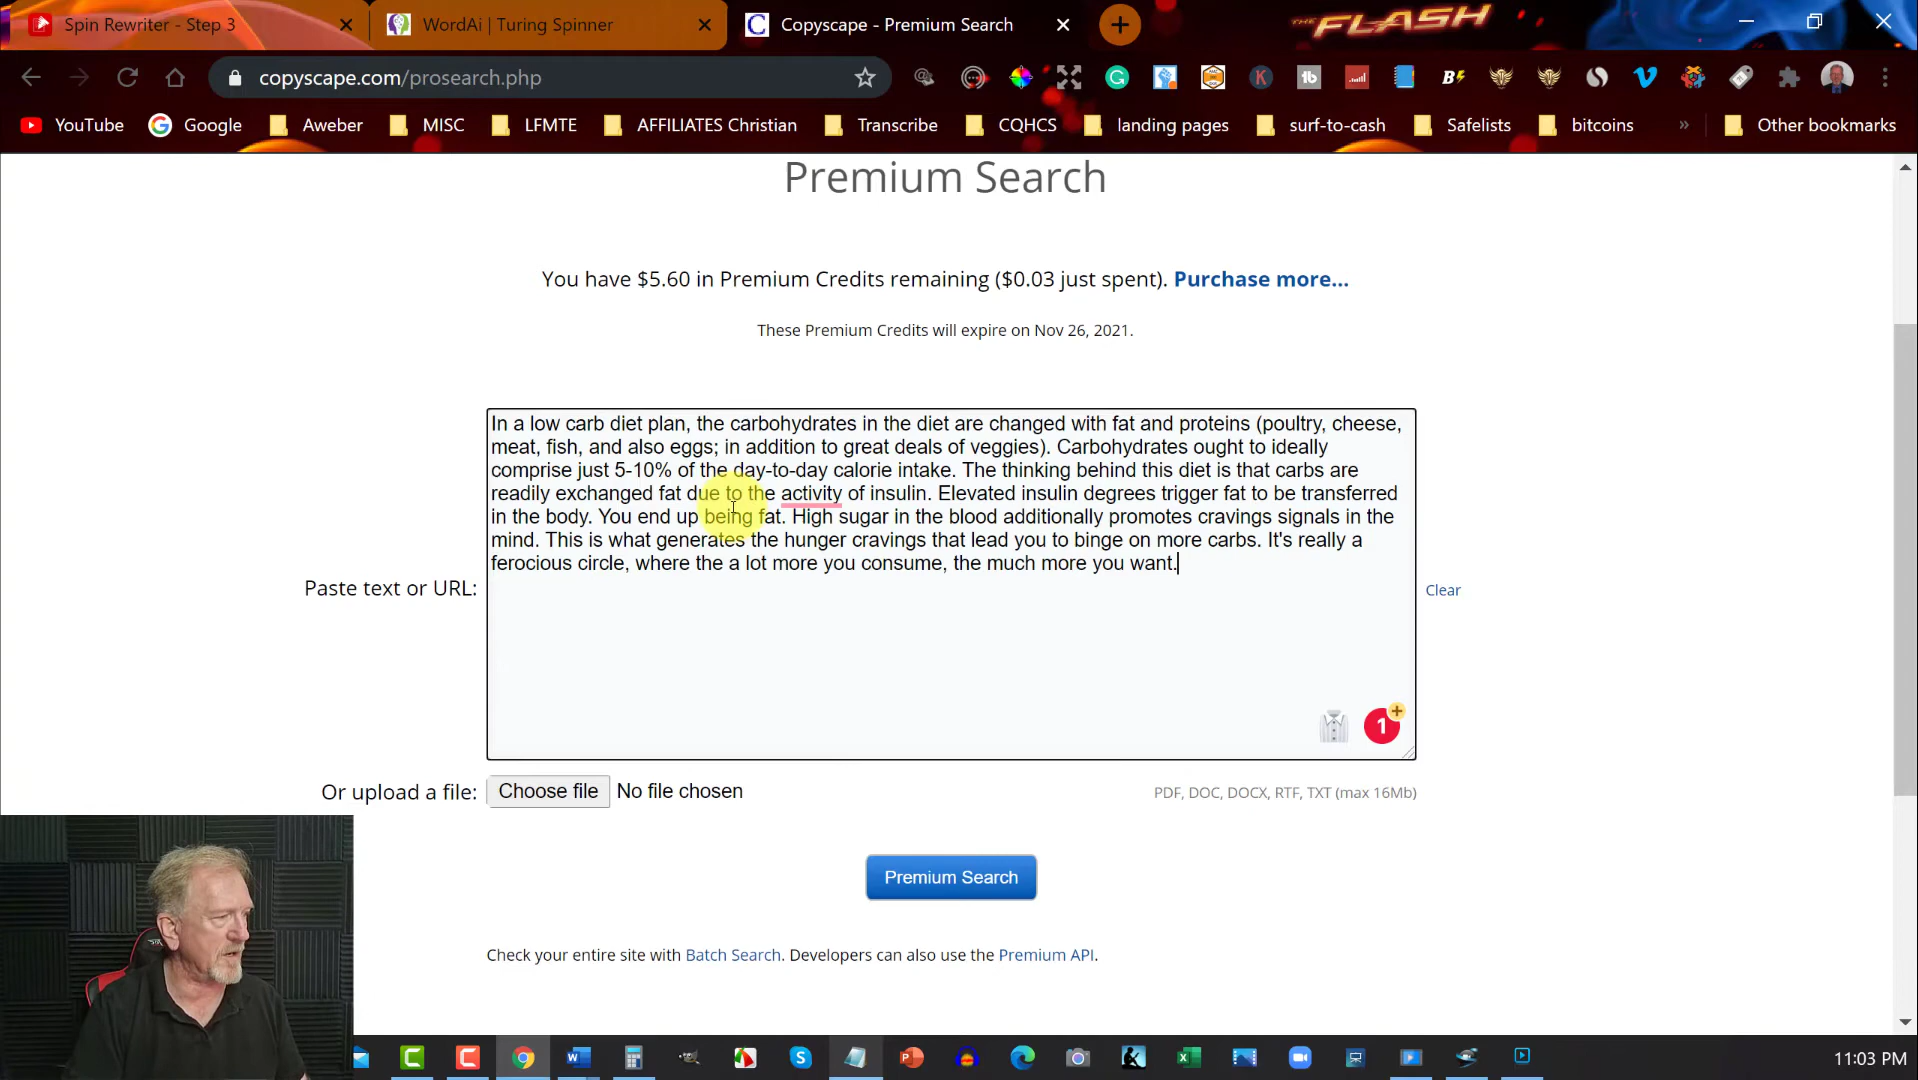 Spin Rewriter - Step 3
WordAi | Turing Spinner
Copyscape - Premium Search
THE FLASH
copyscape.com/prosearch.php
YouTube
Google
Aweber
MISC
LFMTE
AFFILIATES Christian
Transcribe
CQHCS
landing pages
surf-to-cash
Safelists
bitcoins
»
Other bookmarks
Premium Search
You have $5.60 in Premium Credits remaining ($0.03 just spent). Purchase more...
These Premium Credits will expire on Nov 26, 2021.
In a low carb diet plan, the carbohydrates in the diet are changed with fat and proteins (poultry, cheese,
meat, fish, and also eggs; in addition to great deals of veggies). Carbohydrates ought to ideally
comprise just 5-10% of the day-to-day calorie intake. The thinking behind this diet is that carbs are
readily exchanged fat due to the activity of insulin. Elevated insulin degrees trigger fat to be transferred
in the body. You end up being fat. High sugar in the blood additionally promotes cravings signals in the
mind. This is what generates the hunger cravings that lead you to binge on more carbs. It's really a
ferocious circle, where the a lot more you consume, the much more you want.
Paste text or URL:
Clear
1
Or upload a file:
Choose file
No file chosen
PDF, DOC, DOCX, RTF, TXT (max 16Mb)
Premium Search
Check your entire site with Batch Search. Developers can also use the Premium API.
11:03 PM